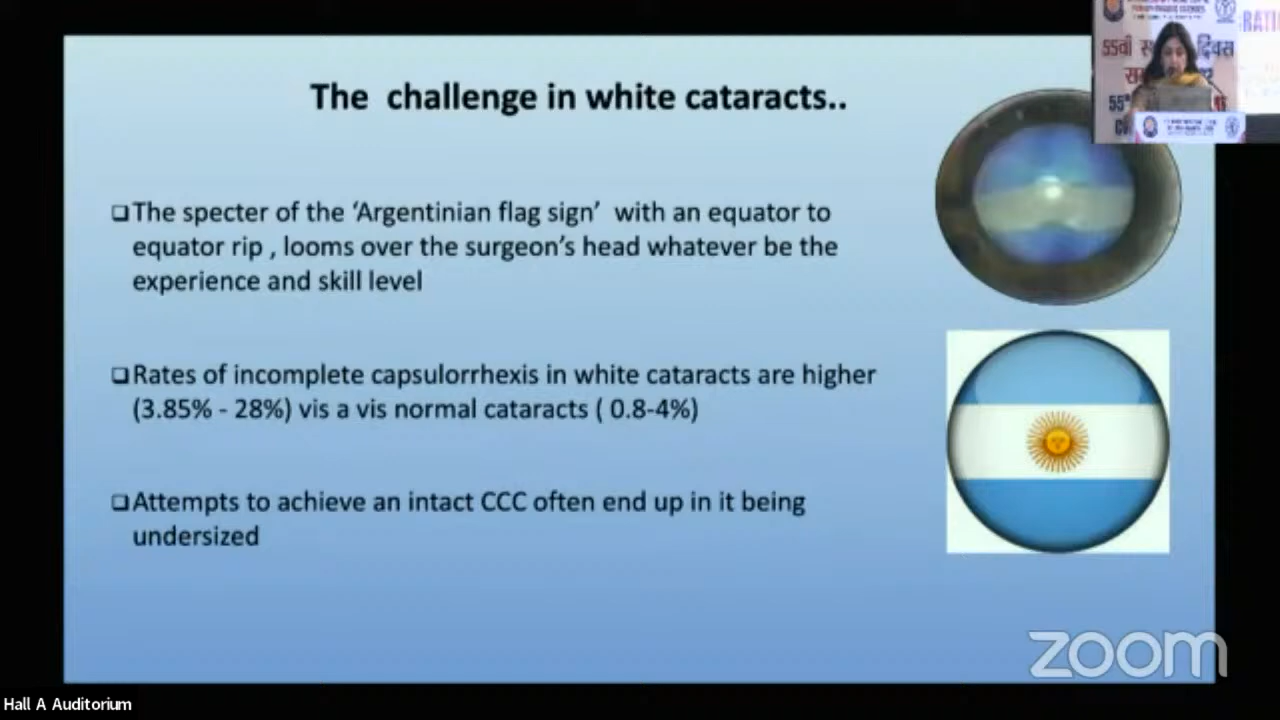 The challenge in white cataracts..
❑The specter of the ‘Argentinian flag sign’ with an equator to
equator rip , looms over the surgeon’s head whatever be the
experience and skill level
❑Rates of incomplete capsulorrhexis in white cataracts are higher
(3.85% - 28%) vis a vis normal cataracts ( 0.8-4%)
❑Attempts to achieve an intact CCC often end up in it being
undersized
55वीं
दिवस
zoom
Hall A Auditorium